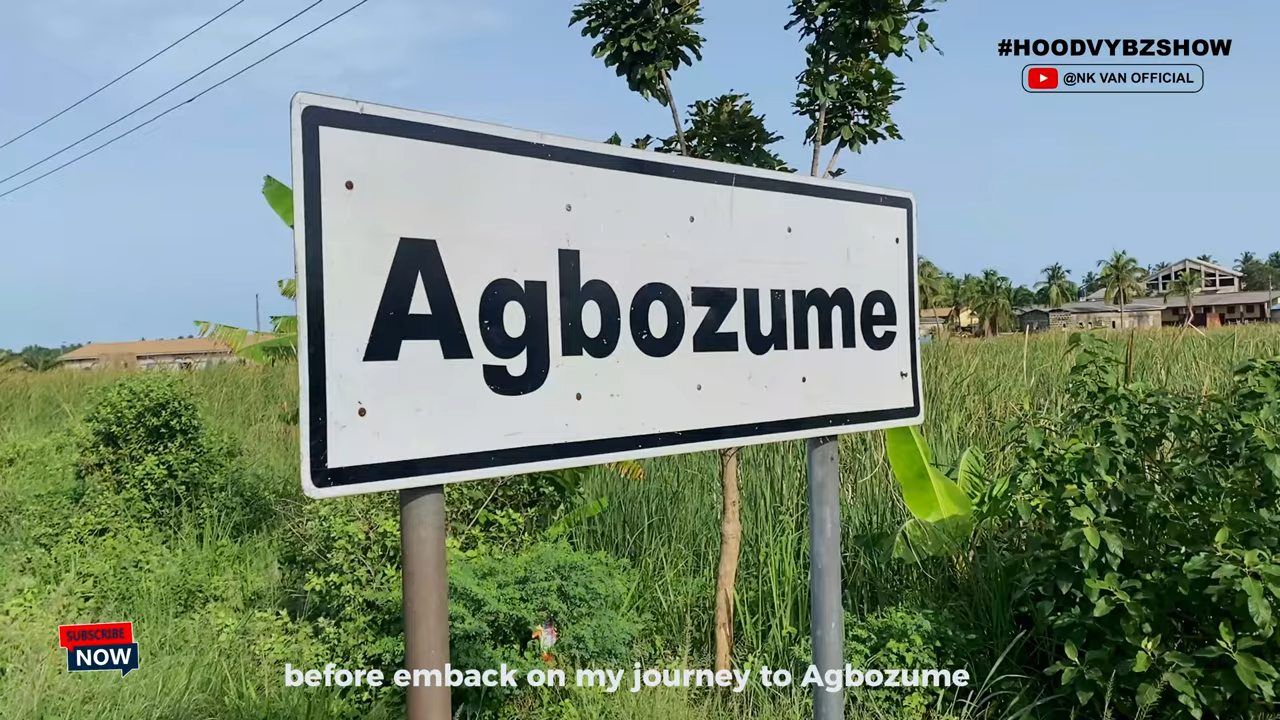 #HOODVYBZSHOW
@NK VAN OFFICIAL
Agbozume
SUBSCRIBE
NOW
before emback on my journey to Agbozume